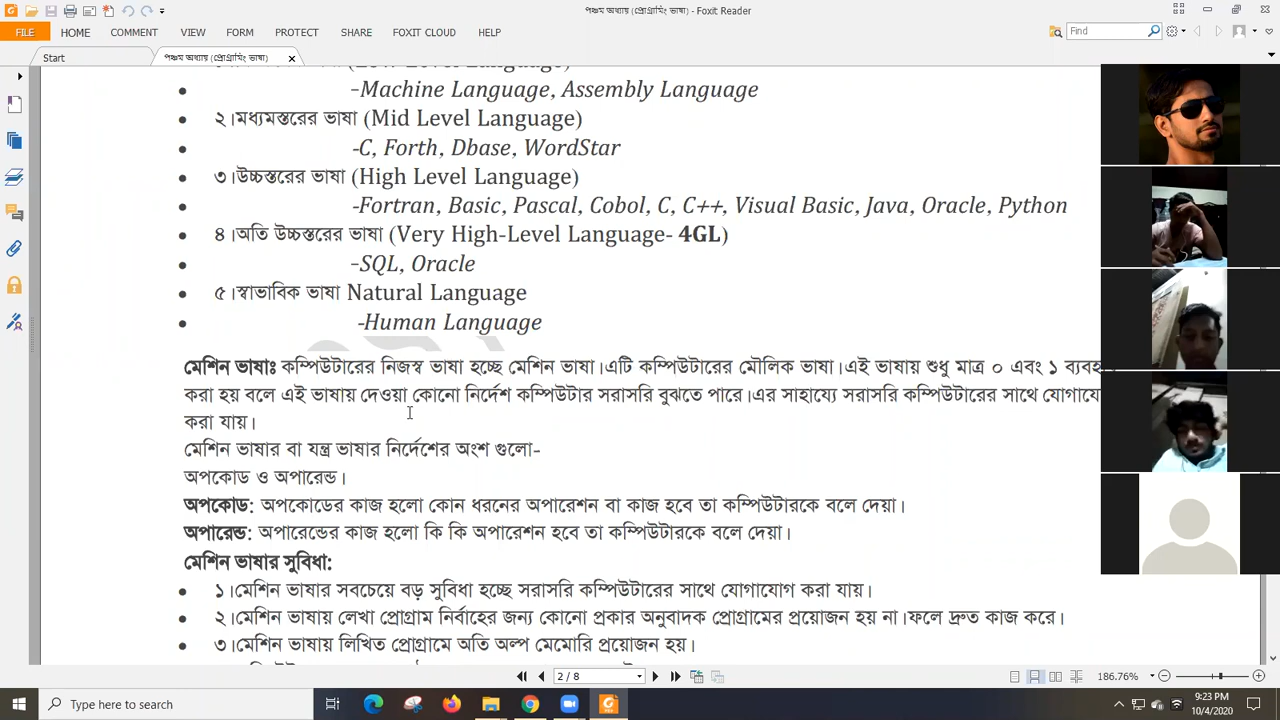 পঞ্চম অধ্যায় (প্রোগ্রামিং ভাষা) - Foxit Reader
FILE HOME COMMENT VIEW FORM PROTECT SHARE FOXIT CLOUD HELP
Find
Start পঞ্চম অধ্যায় (প্রোগ্রামিং ভাষা)
-Machine Language, Assembly Language
২।মধ্যমস্তরের ভাষা (Mid Level Language)
-C, Forth, Dbase, WordStar
৩।উচ্চস্তরের ভাষা (High Level Language)
-Fortran, Basic, Pascal, Cobol, C, C++, Visual Basic, Java, Oracle, Python
৪।অতি উচ্চস্তরের ভাষা (Very High-Level Language- 4GL)
-SQL, Oracle
৫।স্বাভাবিক ভাষা Natural Language
-Human Language
মেশিন ভাষাঃ কম্পিউটারের নিজস্ব ভাষা হচ্ছে মেশিন ভাষা।এটি কম্পিউটারের মৌলিক ভাষা।এই ভাষায় শুধু মাত্র ০ এবং ১
করা হয় বলে এই ভাষায় দেওয়া কোনো নির্দেশ কম্পিউটার সরাসরি বুঝতে পারে।এর সাহায্যে সরাসরি কম্পিউটারের সাথে
করা যায়।
মেশিন ভাষার বা যন্ত্র ভাষার নির্দেশের অংশ গুলো-
অপকোড ও অপারেন্ড।
অপকোড: অপকোডের কাজ হলো কোন ধরনের অপারেশন বা কাজ হবে তা কম্পিউটারকে বলে দেয়া।
অপারেন্ড: অপারেন্ডের কাজ হলো কি কি অপারেশন হবে তা কম্পিউটারকে বলে দেয়া।
মেশিন ভাষার সুবিধা:
১।মেশিন ভাষার সবচেয়ে বড় সুবিধা হচ্ছে সরাসরি কম্পিউটারের সাথে যোগাযোগ করা যায়।
২।মেশিন ভাষায় লেখা প্রোগ্রাম নির্বাহের জন্য কোনো প্রকার অনুবাদক প্রোগ্রামের প্রয়োজন হয় না।ফলে দ্রুত কাজ করে।
৩।মেশিন ভাষায় লিখিত প্রোগ্রামে অতি অল্প মেমোরি প্রয়োজন হয়।
2 / 8 186.76%
Type here to search
9:23 PM
10/4/2020